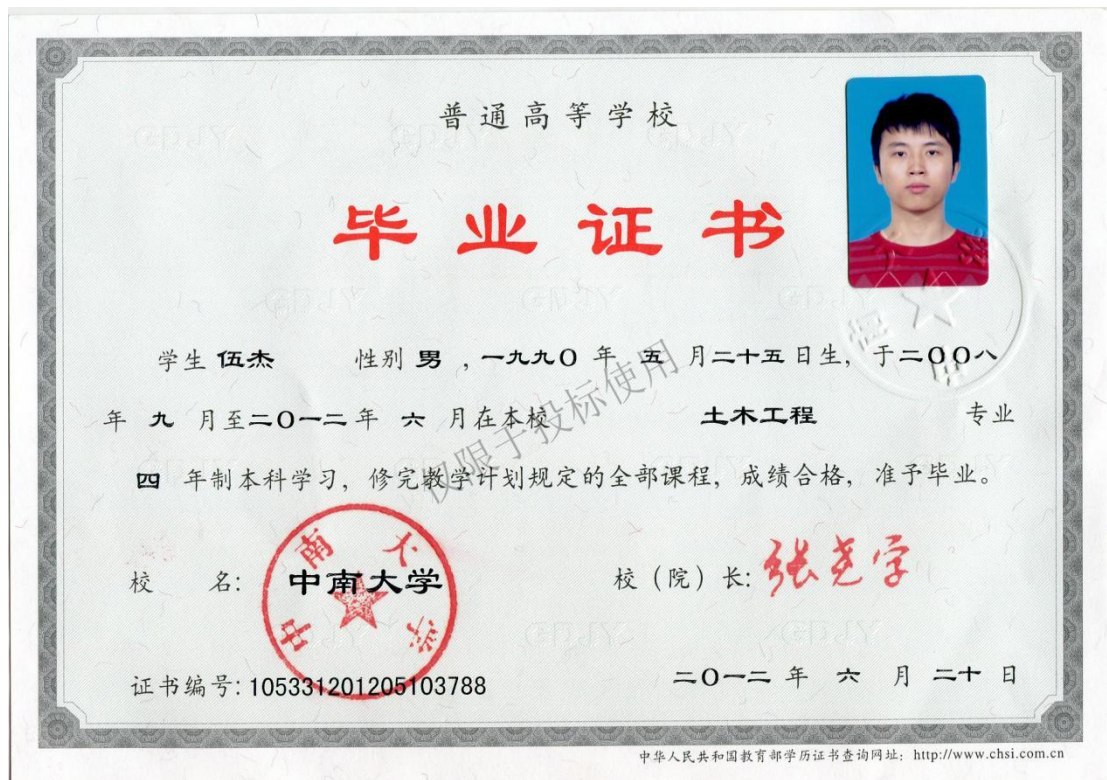 普通高等学校
毕业证书
学生 伍杰 性别 男 ，一九九〇 年 五 月二十五日生，于二〇〇八
年 九 月至二〇一二年 六 月在本校 土木工程 专业
四 年制本科学习，修完教学计划规定的全部课程，成绩合格，准予毕业。
仅限于投标使用
校 名： 中南大学 校（院）长：张尧学
中南大学
证书编号：105331201205103788 二〇一二 年 六 月 二十 日
中华人民共和国教育部学历证书查询网址：http://www.chsi.com.cn